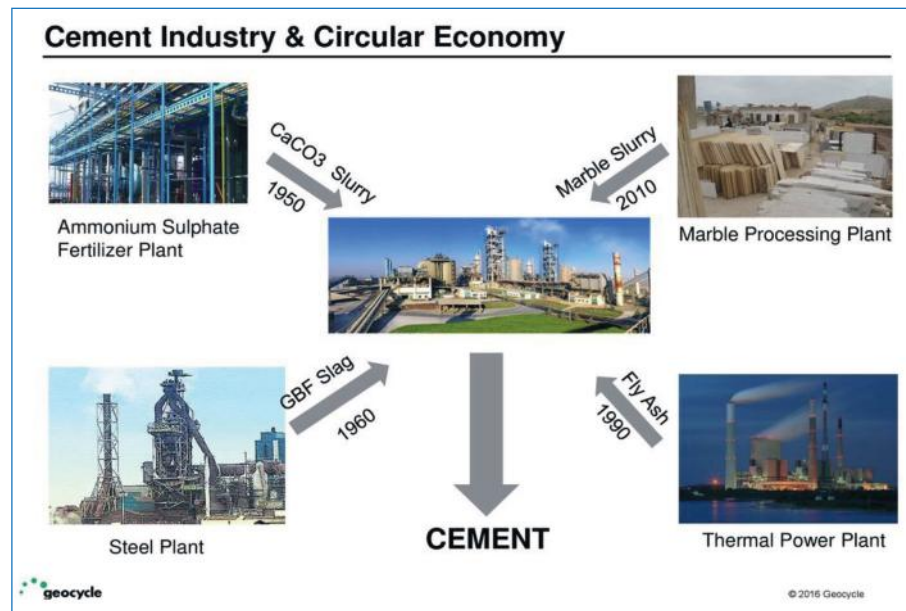 Cement Industry & Circular Economy
CaCO3 Slurry
1950
Marble Slurry
2010
Ammonium Sulphate
Fertilizer Plant
Marble Processing Plant
GBF Slag
1960
Fly Ash
1990
Steel Plant
CEMENT
Thermal Power Plant
geocycle
© 2016 Geocycle